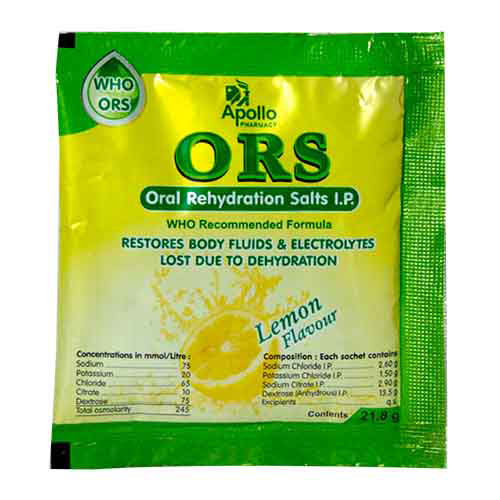 WHO
ORS
Apollo
PHARMACY
ORS
Oral Rehydration Salts I.P.
WHO Recommended Formula
RESTORES BODY FLUIDS & ELECTROLYTES
LOST DUE TO DEHYDRATION
Lemon
Flavour
Concentrations in mmol/Litre :
Sodium 75
Potassium 20
Chloride 65
Citrate 10
Dextrose 75
Total osmolarity 245
Composition : Each sachet contains
Sodium Chloride I.P. 2.60 g
Potassium Chloride I.P. 1.50 g
Sodium Citrate I.P. 2.90 g
Dextrose (Anhydrous) I.P. 13.5 g
Excipients q.s.
Contents 21.8 g